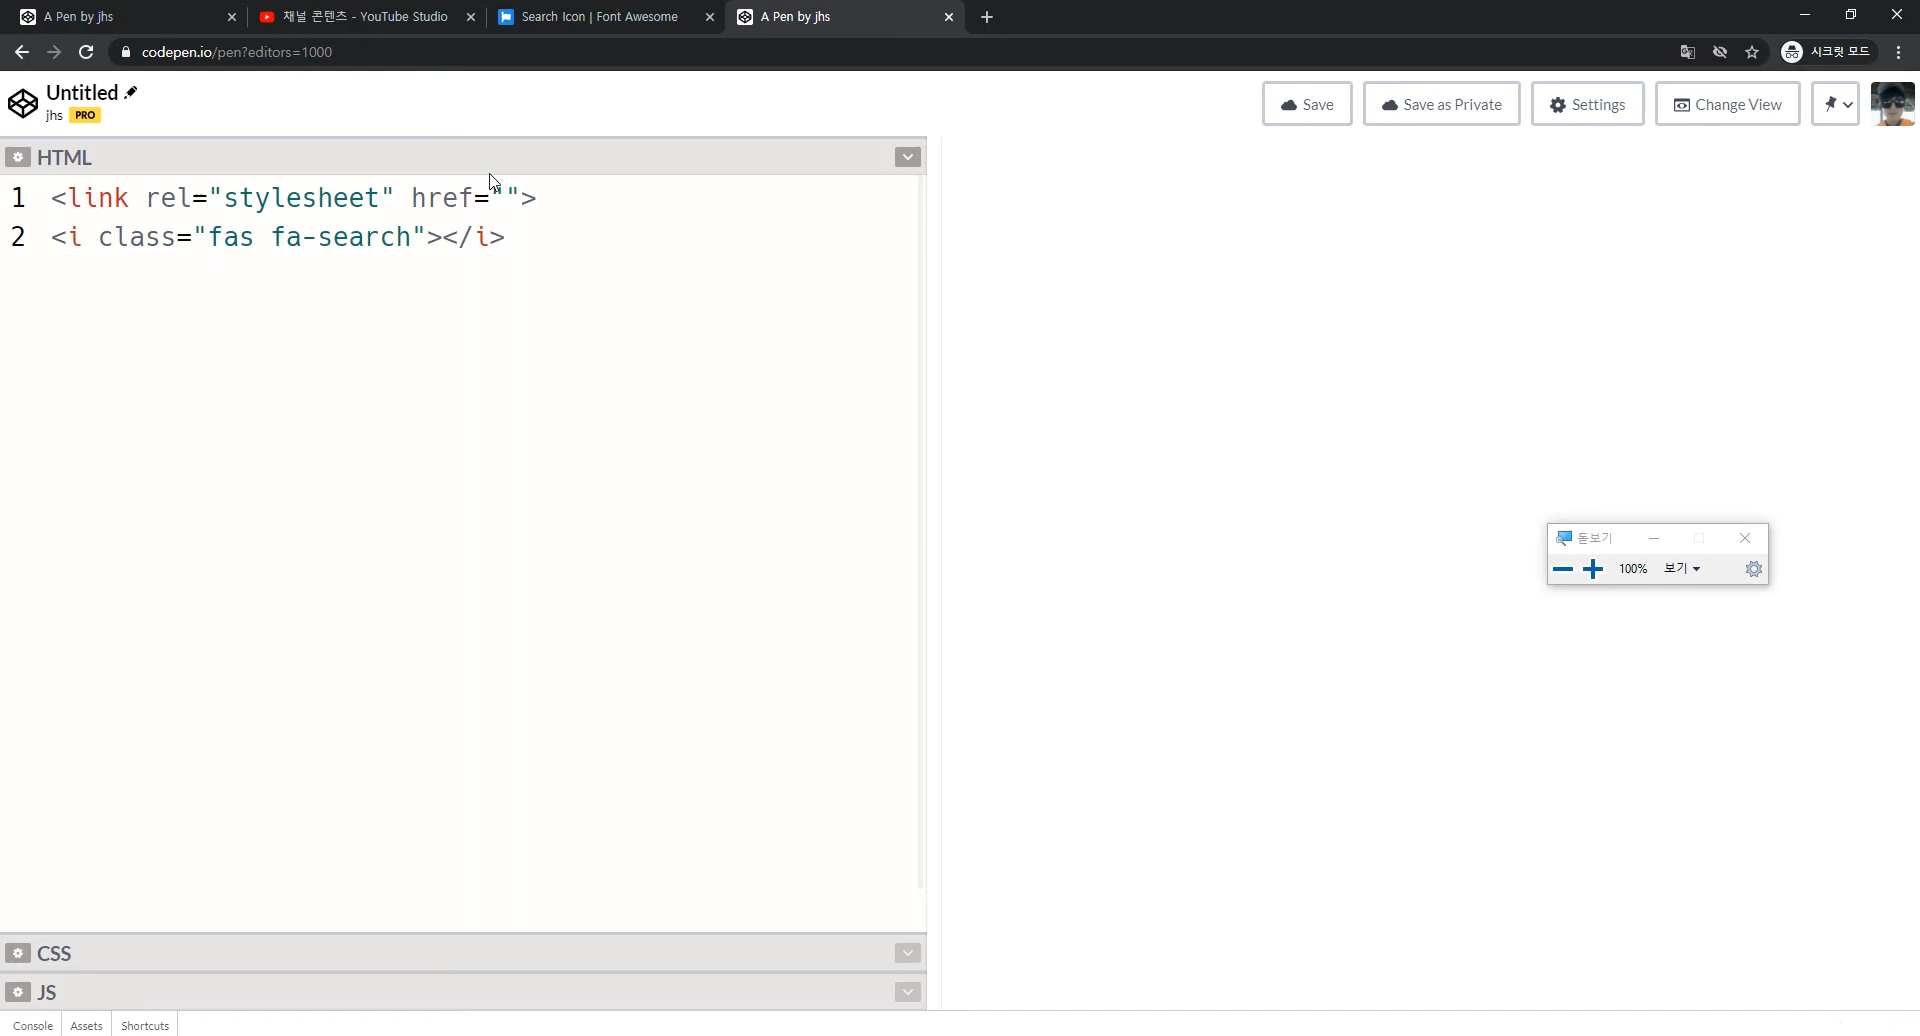 A Pen by jhs
채널 콘텐츠 - YouTube Studio
Search Icon | Font Awesome
A Pen by jhs
codepen.io/pen?editors=1000
시크릿 모드
Untitled
jhs PRO
Save
Save as Private
Settings
Change View
HTML
1 <link rel="stylesheet" href="">
2 <i class="fas fa-search"></i>
돋보기
100% 보기
CSS
JS
Console
Assets
Shortcuts